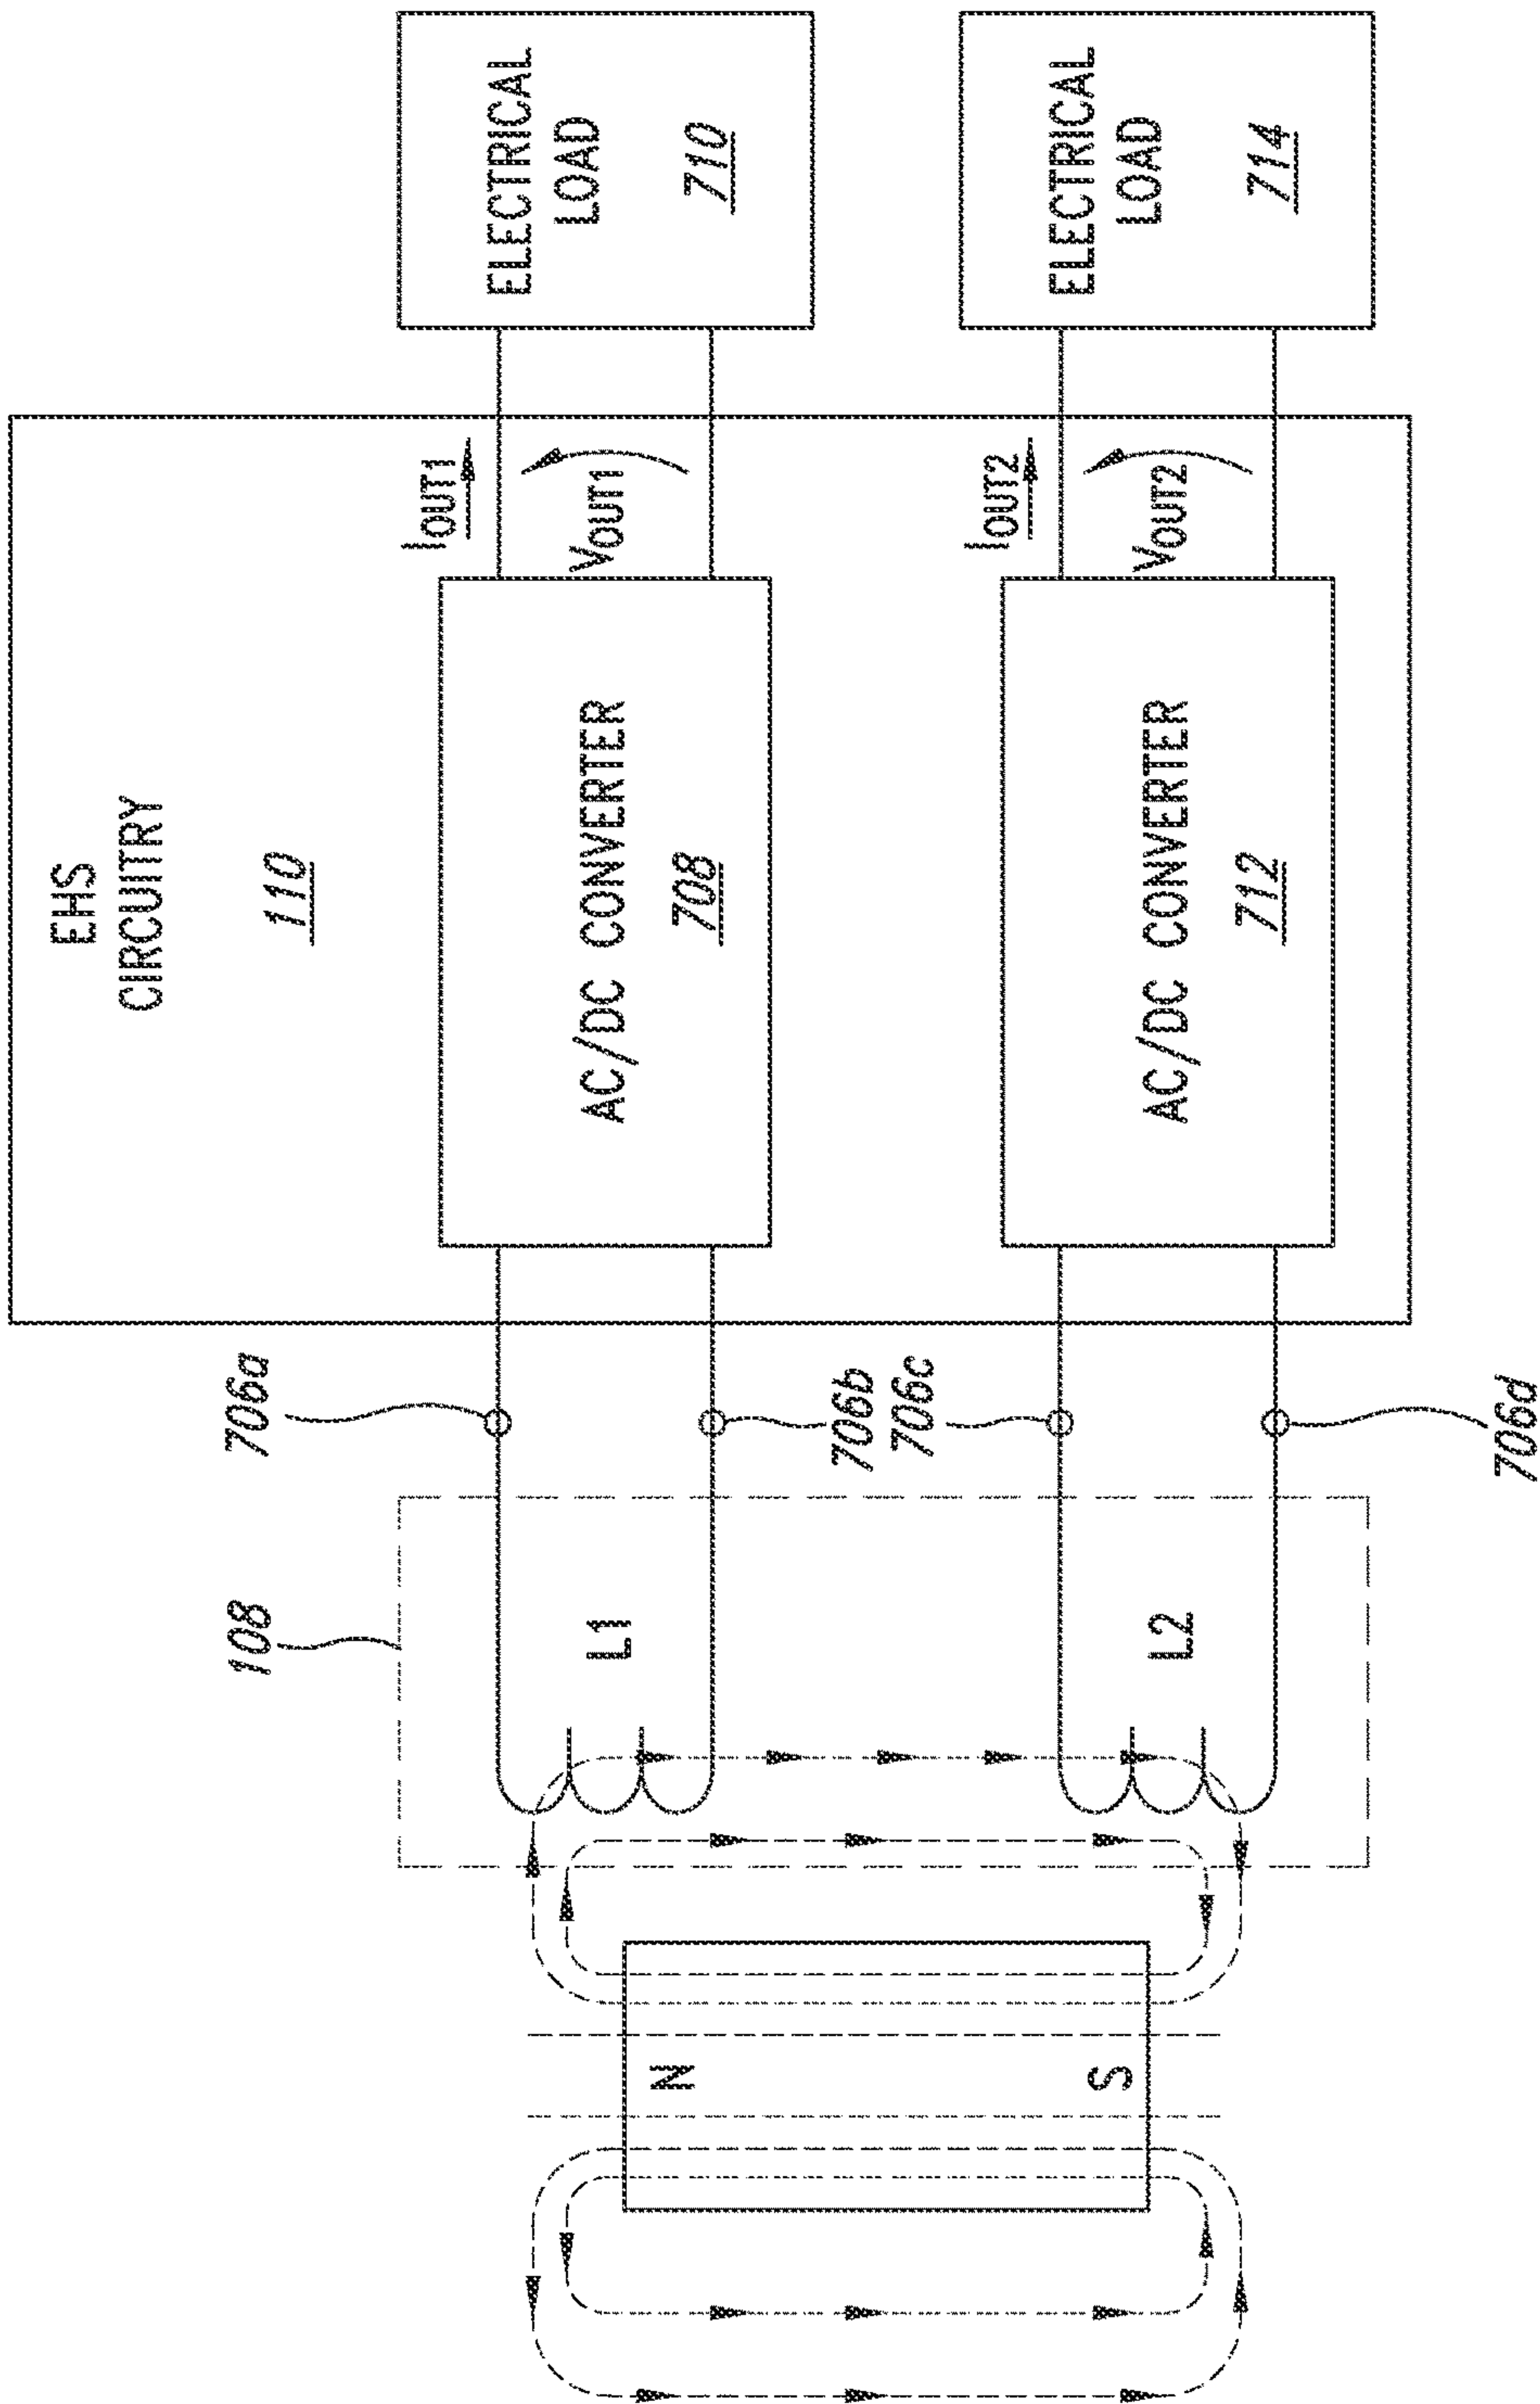 EHS
CIRCUITRY
110
108
706a
L1
AC/DC CONVERTER
708
IOUT1
VOUT1
ELECTRICAL
LOAD
710
706b
706c
N
S
L2
AC/DC CONVERTER
712
IOUT2
VOUT2
ELECTRICAL
LOAD
714
706d